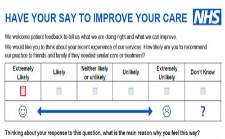 HAVE YOUR SAY TO IMPROVE YOUR CARE NHS
We welcome patient feedback to tell us what we are doing right and what we can improve.
We would like you to think about your recent experience of our services. How likely are you to recommend
our practice to friends and family if they needed similar care or treatment?
Extremely Likely
Likely
Neither likely or unlikely
Unlikely
Extremely Unlikely
Don't Know
?
Thinking about your response to this question, what is the main reason why you feel this way?